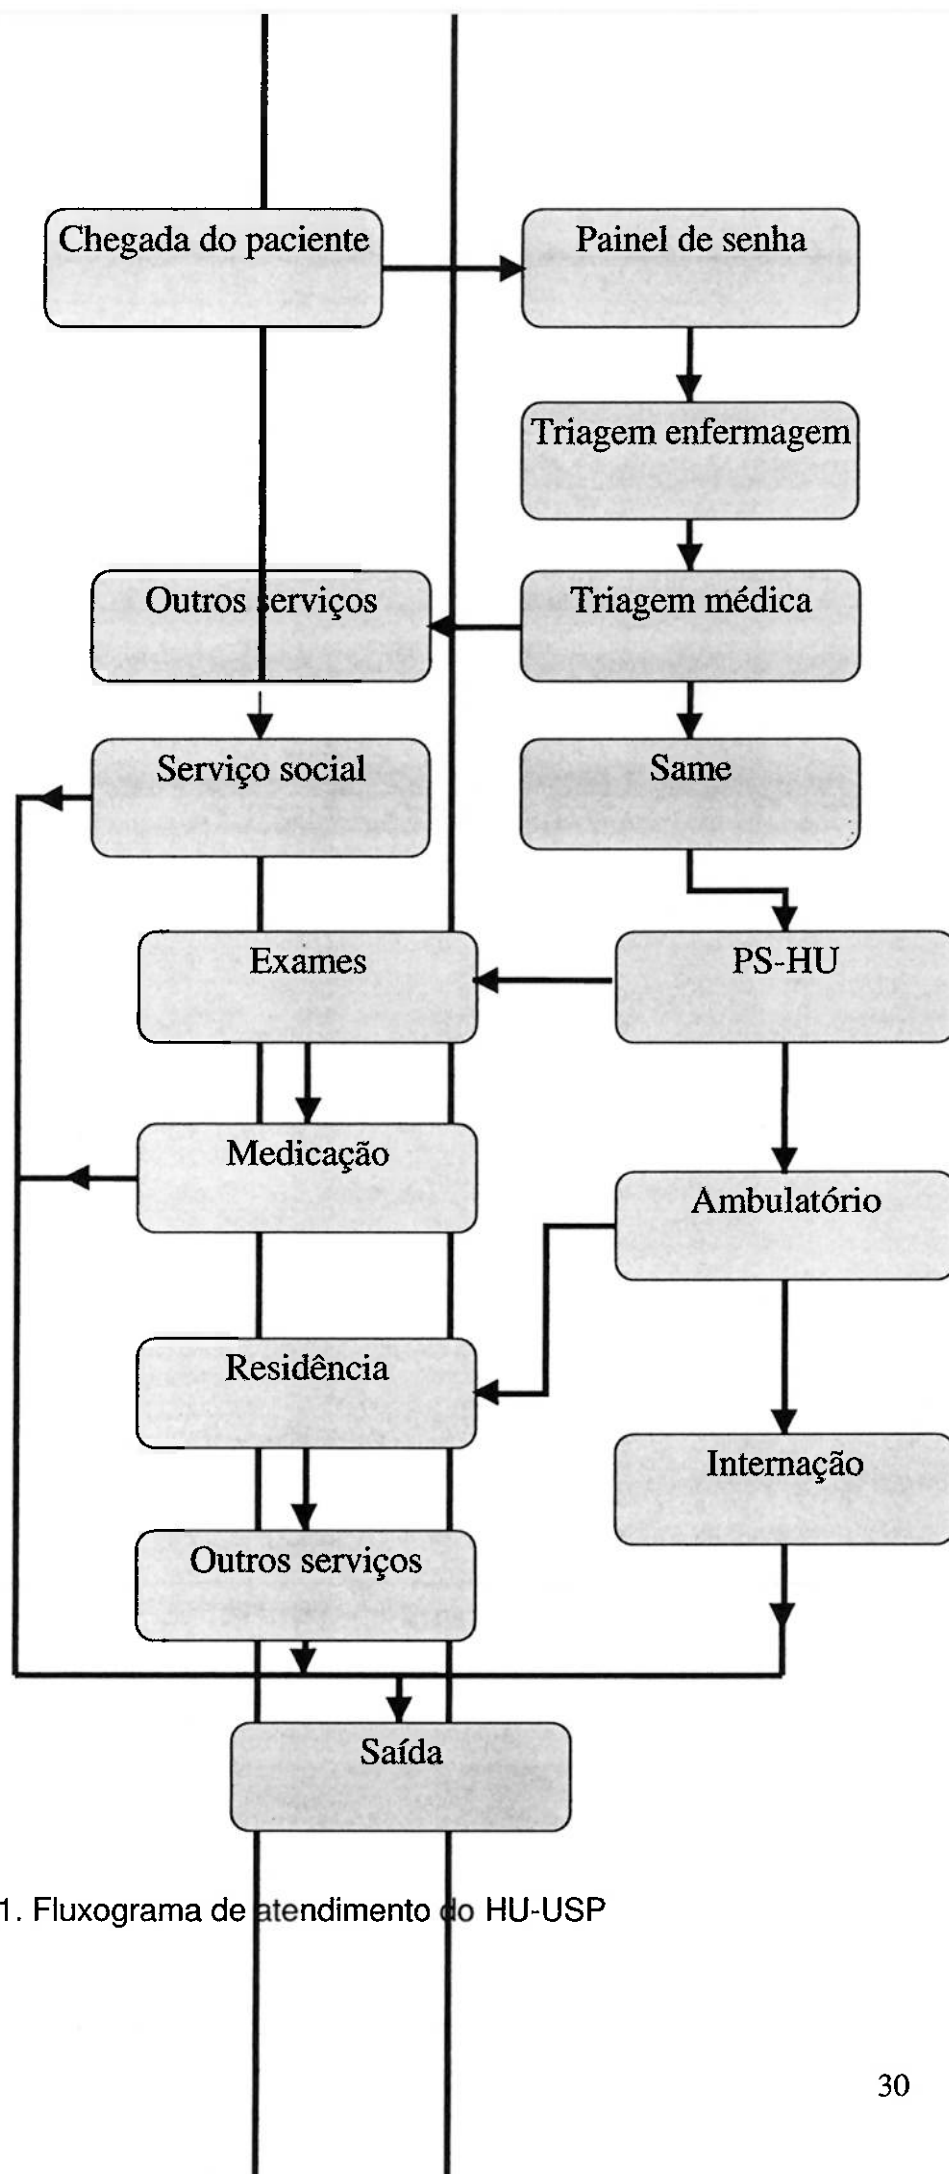 Chegada do paciente
Painel de senha
Triagem enfermagem
Outros serviços
Triagem médica
Serviço social
Same
Exames
PS-HU
Medicação
Ambulatório
Residência
Internação
Outros serviços
Saída
1. Fluxograma de atendimento do HU-USP
30